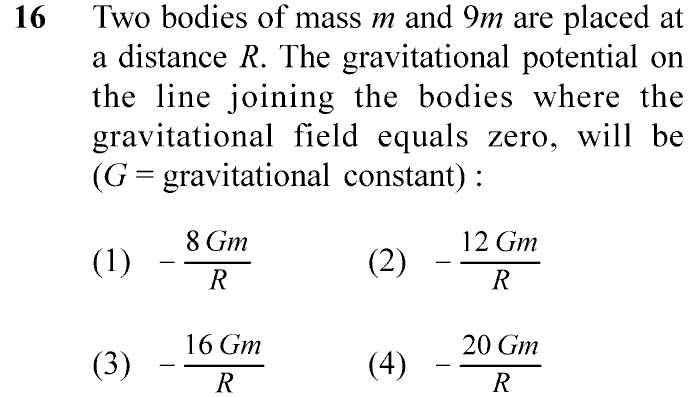 16 Two bodies of mass m and 9m are placed at
a distance R. The gravitational potential on
the line joining the bodies where the
gravitational field equals zero, will be
(G = gravitational constant) :
(1) – 8 Gm / R (2) – 12 Gm / R
(3) – 16 Gm / R (4) – 20 Gm / R